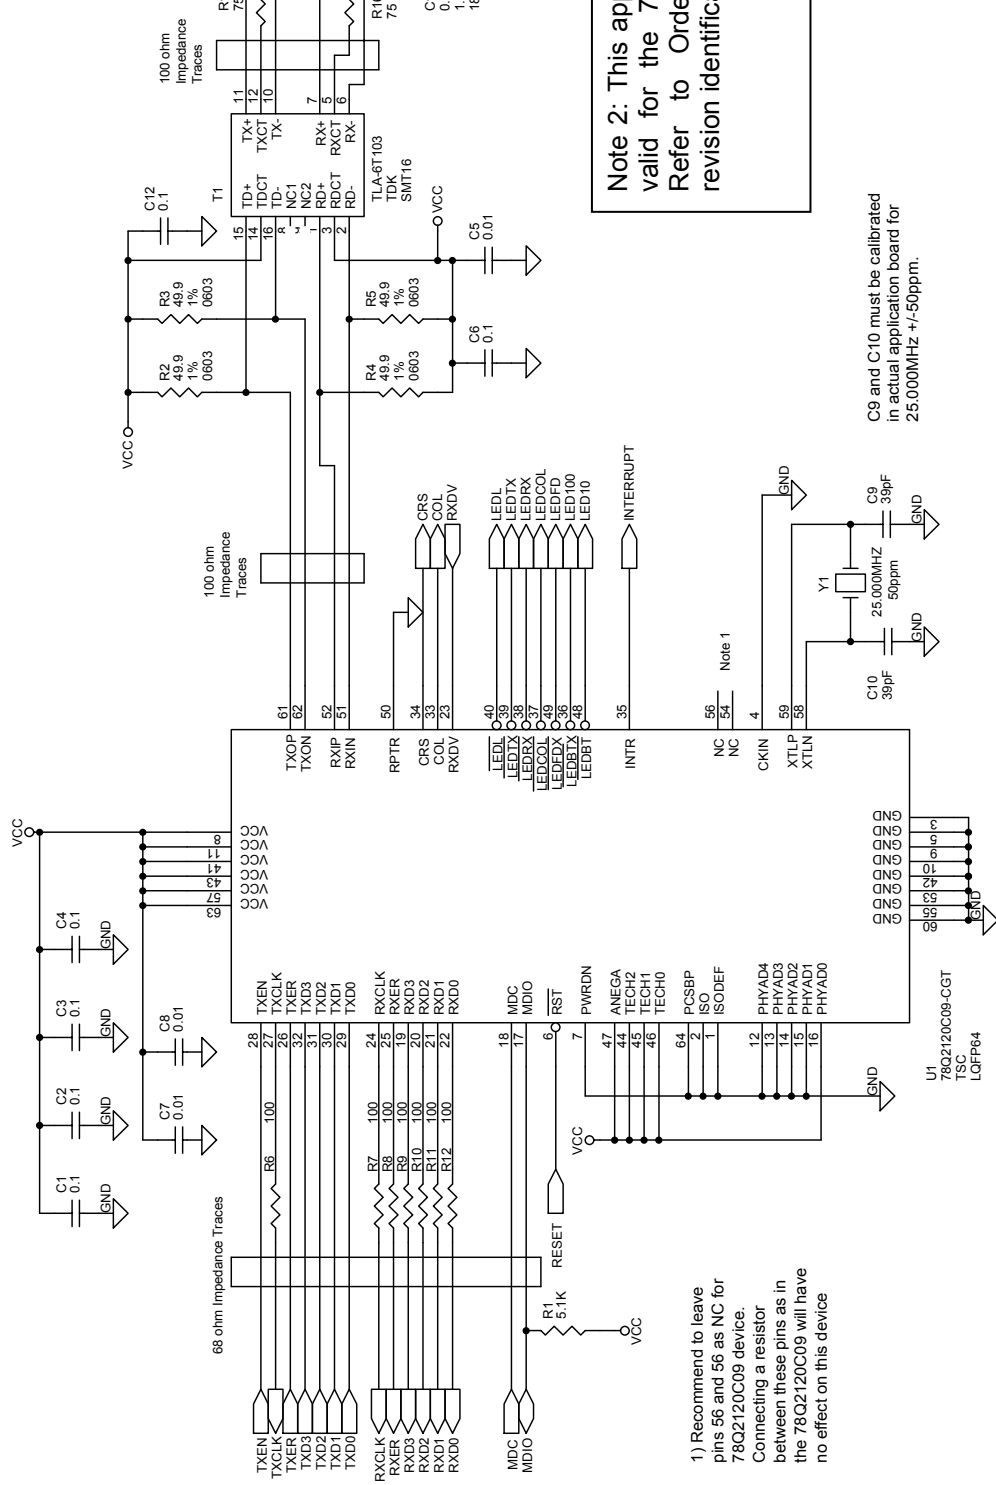 VCC
C1
0.1
GND
C2
0.1
GND
C3
0.1
GND
C4
0.1
GND
C7
0.01
C8
0.01
63 57 43 41 11 8
VCC VCC VCC VCC VCC VCC
68 ohm Impedance Traces
TXEN 28 TXEN
TXCLK R6 100 27 TXCLK
TXER 26 TXER
TXD3 32 TXD3
TXD2 31 TXD2
TXD1 30 TXD1
TXD0 29 TXD0
RXCLK R7 100 24 RXCLK
RXER R8 100 25 RXER
RXD3 R9 100 19 RXD3
RXD2 R10 100 20 RXD2
RXD1 R11 100 21 RXD1
RXD0 R12 100 22 RXD0
MDC 18 MDC
MDIO 17 MDIO
R1
5.1K
VCC
RESET 6 RST
7 PWRDN
VCC
47 ANEGA
44 TECH2
45 TECH1
46 TECH0
64 PCSBP
2 ISO
1 ISODEF
12 PHYAD4
13 PHYAD3
14 PHYAD2
15 PHYAD1
16 PHYAD0
GND
U1
78Q2120C09-CGT
TSC
LQFP64
GND GND GND GND GND GND GND GND
60 55 53 42 10 9 5 3
GND
TXOP 61
TXON 62
RXIP 52
RXIN 51
RPTR 50
CRS 34 CRS
COL 33 COL
RXDV 23 RXDV
LEDL 40 LEDL
LEDTX 39 LEDTX
LEDRX 38 LEDRX
LEDCOL 37 LEDCOL
LEDFDX 49 LEDFD
LEDBTX 36 LED100
LEDBT 48 LED10
INTR 35 INTERRUPT
NC 56
NC 54
Note 1
CKIN 4
GND
XTLP 59
XTLN 58
Y1
25.000MHZ
50ppm
C10
39pF
GND
C9
39pF
GND
100 ohm
Impedance
Traces
VCC
R2
49.9
1%
0603
R3
49.9
1%
0603
C12
0.1
R4
49.9
1%
0603
R5
49.9
1%
0603
C6
0.1
C5
0.01
VCC
T1
15 TD+ TX+ 11
14 TDCT TXCT 12
16 TD- TX- 10
NC1
NC2
1 RD+ RX+ 7
3 RDCT RXCT 5
2 RD- RX- 6
TLA-6T103
TDK
SMT16
100 ohm
Impedance
Traces
75
R16
75
1) Recommend to leave
pins 56 and 56 as NC for
78Q2120C09 device.
Connecting a resistor
between these pins as in
the 78Q2120C09 will have
no effect on this device
C9 and C10 must be calibrated
in actual application board for
25.000MHz +/-50ppm.
Note 2: This ap
valid for the 7
Refer to Orde
revision identifica